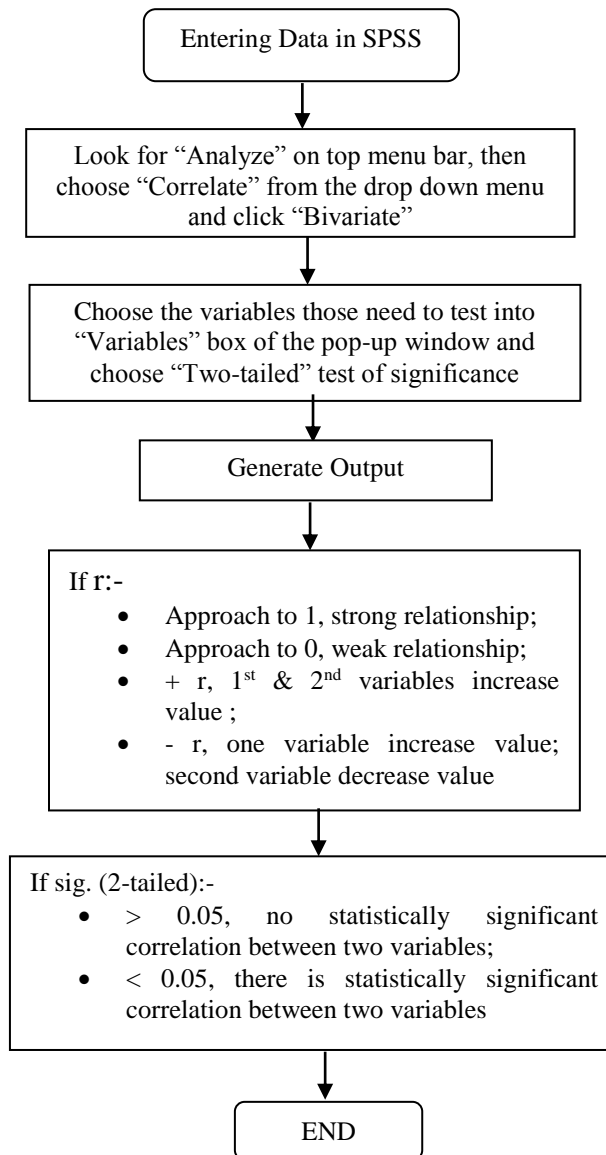 Entering Data in SPSS
Look for “Analyze” on top menu bar, then
choose “Correlate” from the drop down menu
and click “Bivariate”
Choose the variables those need to test into
“Variables” box of the pop-up window and
choose “Two-tailed” test of significance
Generate Output
If r:-
• Approach to 1, strong relationship;
• Approach to 0, weak relationship;
• + r, 1st & 2nd variables increase
value ;
• - r, one variable increase value;
second variable decrease value
If sig. (2-tailed):-
• > 0.05, no statistically significant
correlation between two variables;
• < 0.05, there is statistically significant
correlation between two variables
END